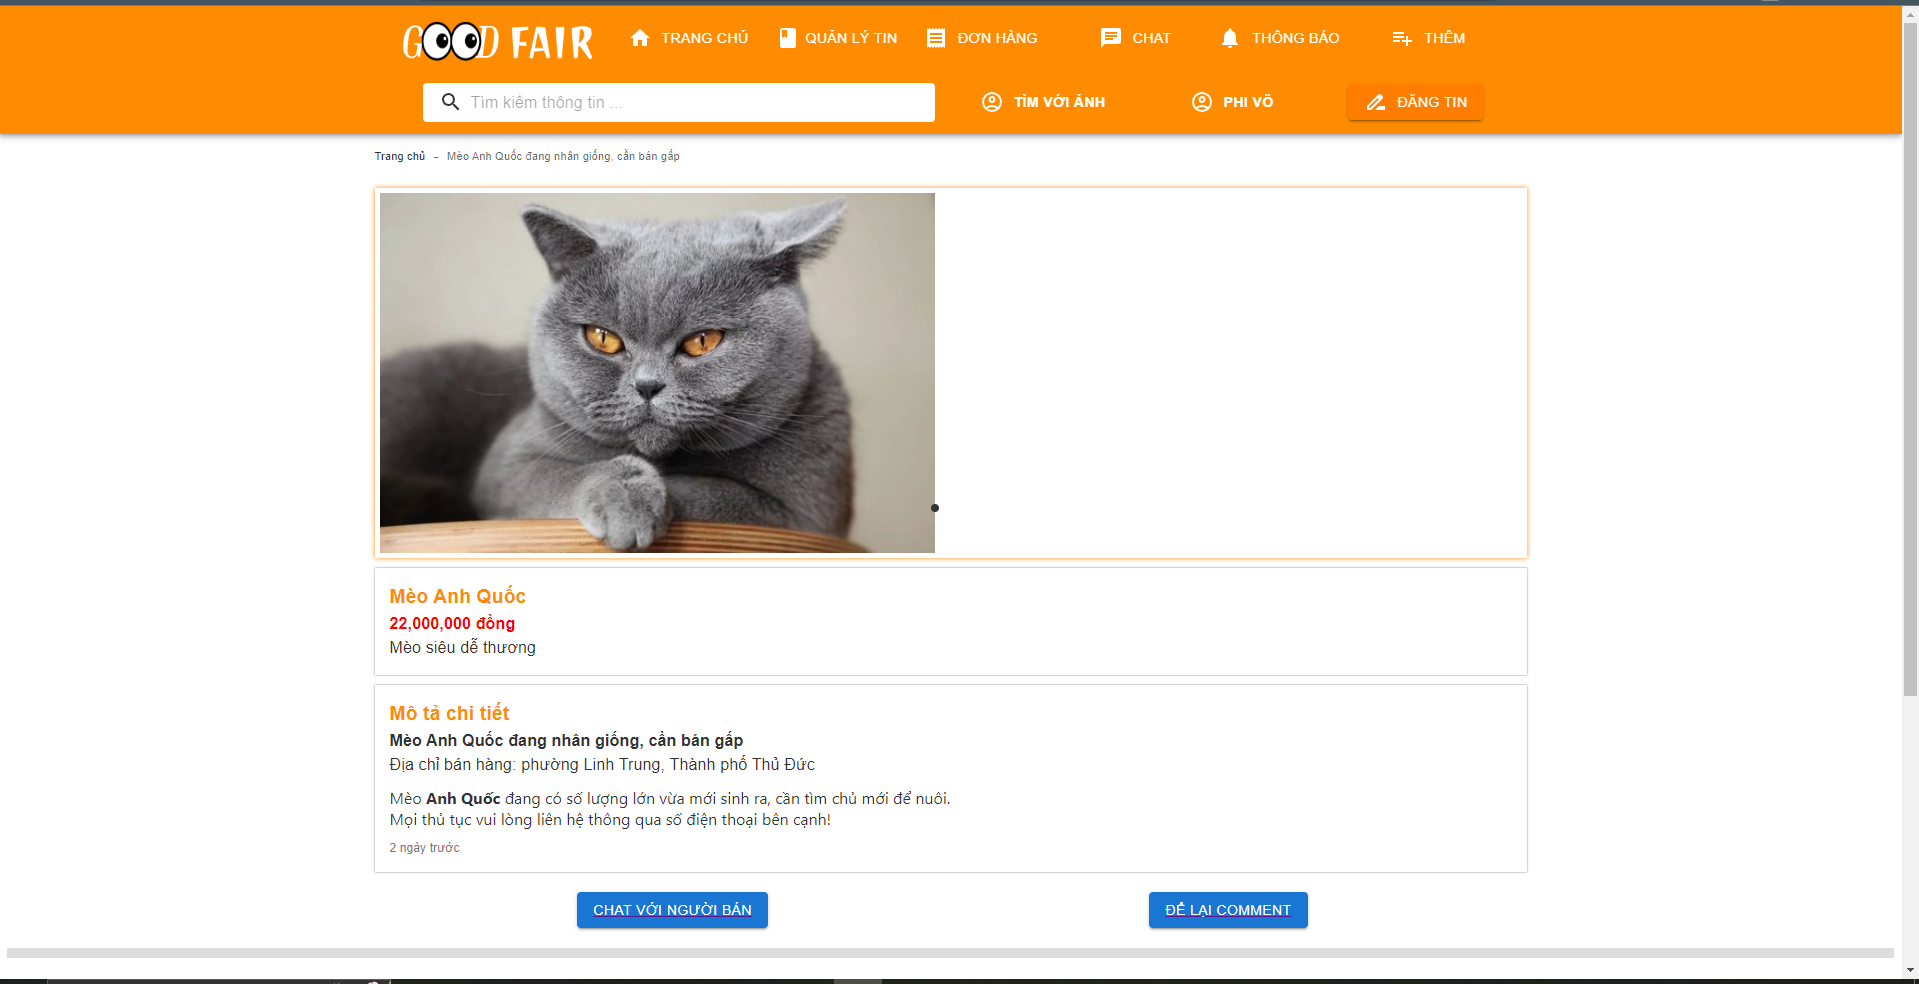 GOOD FAIR
TRANG CHỦ
QUẢN LÝ TIN
ĐƠN HÀNG
CHAT
THÔNG BÁO
THÊM
Tìm kiếm thông tin ...
TÌM VỚI ẢNH
PHI VÕ
ĐĂNG TIN
Trang chủ - Mèo Anh Quốc đang nhân giống, cần bán gấp
Mèo Anh Quốc
22,000,000 đồng
Mèo siêu dễ thương
Mô tả chi tiết
Mèo Anh Quốc đang nhân giống, cần bán gấp
Địa chỉ bán hàng: phường Linh Trung, Thành phố Thủ Đức
Mèo Anh Quốc đang có số lượng lớn vừa mới sinh ra, cần tìm chủ mới để nuôi.
Mọi thủ tục vui lòng liên hệ thông qua số điện thoại bên cạnh!
2 ngày trước
CHAT VỚI NGƯỜI BÁN
ĐỂ LẠI COMMENT